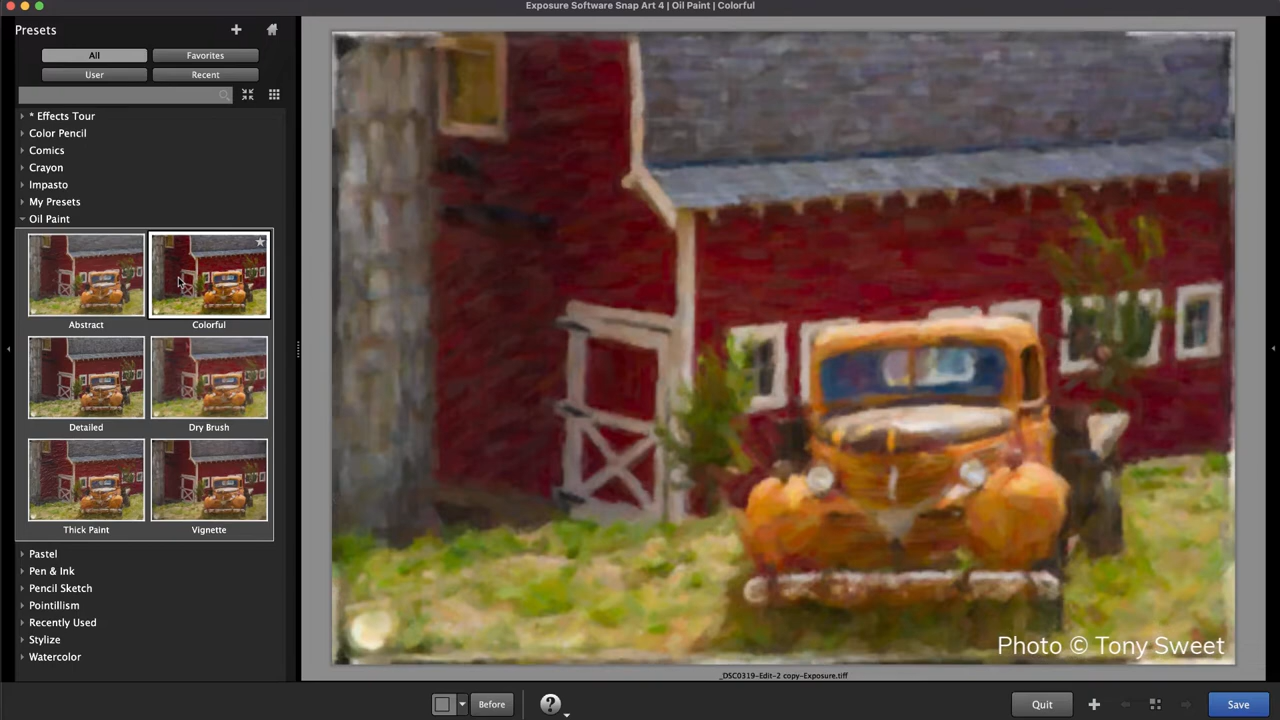 Exposure Software Snap Art 4 | Oil Paint | Colorful
Presets
All
Favorites
User
Recent
* Effects Tour
Color Pencil
Comics
Crayon
Impasto
My Presets
Oil Paint
Abstract
Colorful
Detailed
Dry Brush
Thick Paint
Vignette
Pastel
Pen & Ink
Pencil Sketch
Pointillism
Recently Used
Stylize
Watercolor
Photo © Tony Sweet
_DSC0319-Edit-2 copy-Exposure.tiff
Before
?
Quit
Save